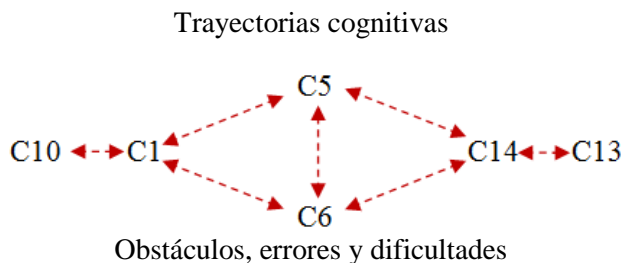 Trayectorias cognitivas
C5
C10 C1 C14 C13
C6
Obstáculos, errores y dificultades